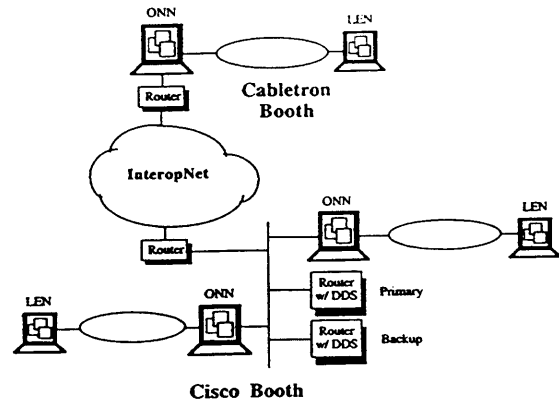 ONN
LEN
Router
Cabletron
Booth
InteropNet
ONN
LEN
Router
Router
w/ DDS
Primary
LEN
ONN
Router
w/ DDS
Backup
Cisco Booth